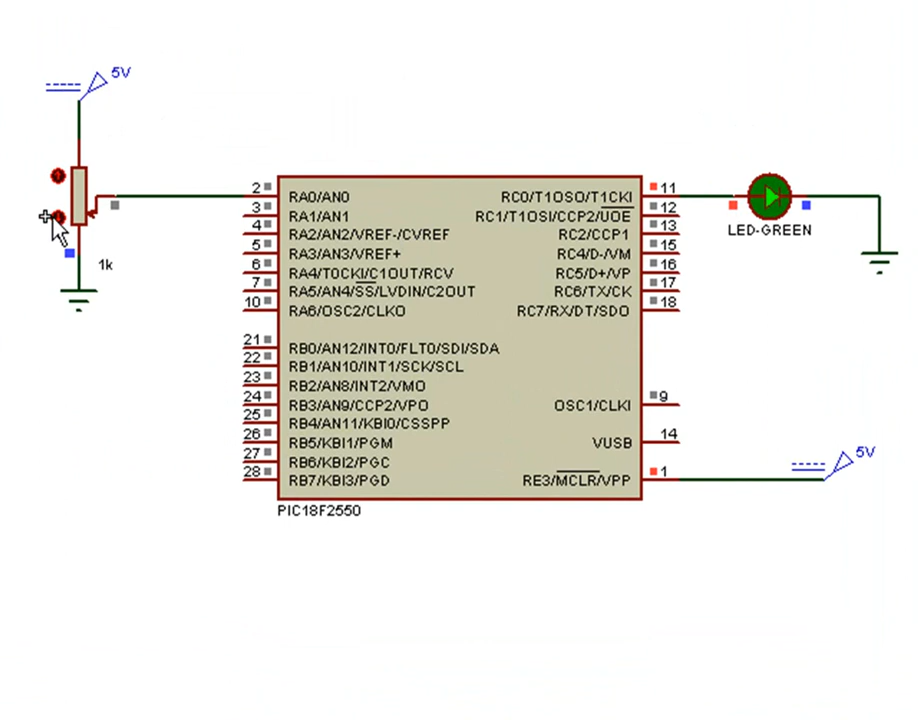 5V
1k
2 RA0/AN0
3 RA1/AN1
4 RA2/AN2/VREF-/CVREF
5 RA3/AN3/VREF+
6 RA4/T0CKI/C1OUT/RCV
7 RA5/AN4/SS/LVDIN/C2OUT
10 RA6/OSC2/CLKO
21 RB0/AN12/INT0/FLT0/SDI/SDA
22 RB1/AN10/INT1/SCK/SCL
23 RB2/AN8/INT2/VMO
24 RB3/AN9/CCP2/VPO
25 RB4/AN11/KBI0/CSSPP
26 RB5/KBI1/PGM
27 RB6/KBI2/PGC
28 RB7/KBI3/PGD
RC0/T1OSO/T1CKI 11
RC1/T1OSI/CCP2/UOE 12
RC2/CCP1 13
RC4/D-/VM 15
RC5/D+/VP 16
RC6/TX/CK 17
RC7/RX/DT/SDO 18
OSC1/CLKI 9
VUSB 14
RE3/MCLR/VPP 1
PIC18F2550
LED-GREEN
5V